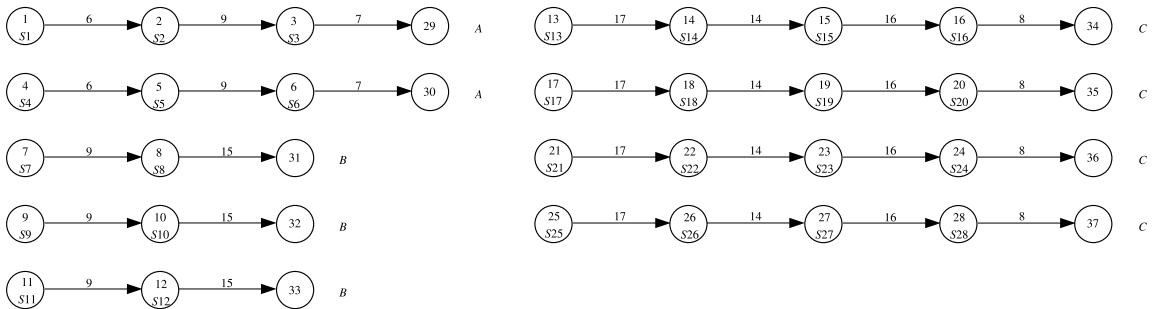 1 S1 6 2 S2 9 3 S3 7 29 A
4 S4 6 5 S5 9 6 S6 7 30 A
7 S7 9 8 S8 15 31 B
9 S9 9 10 S10 15 32 B
11 S11 9 12 S12 15 33 B
13 S13 17 14 S14 14 15 S15 16 16 S16 8 34 C
17 S17 17 18 S18 14 19 S19 16 20 S20 8 35 C
21 S21 17 22 S22 14 23 S23 16 24 S24 8 36 C
25 S25 17 26 S26 14 27 S27 16 28 S28 8 37 C